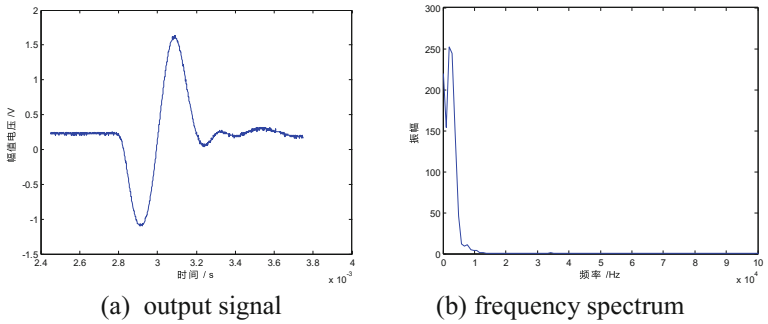 2
1.5
1
0.5
0
-0.5
-1
-1.5
幅值电压 /V
2.4 2.6 2.8 3 3.2 3.4 3.6 3.8 4
时间 / s
x 10⁻³
(a) output signal
300
250
200
150
100
50
0
振幅
0 1 2 3 4 5 6 7 8 9 10
频率 /Hz
x 10⁴
(b) frequency spectrum